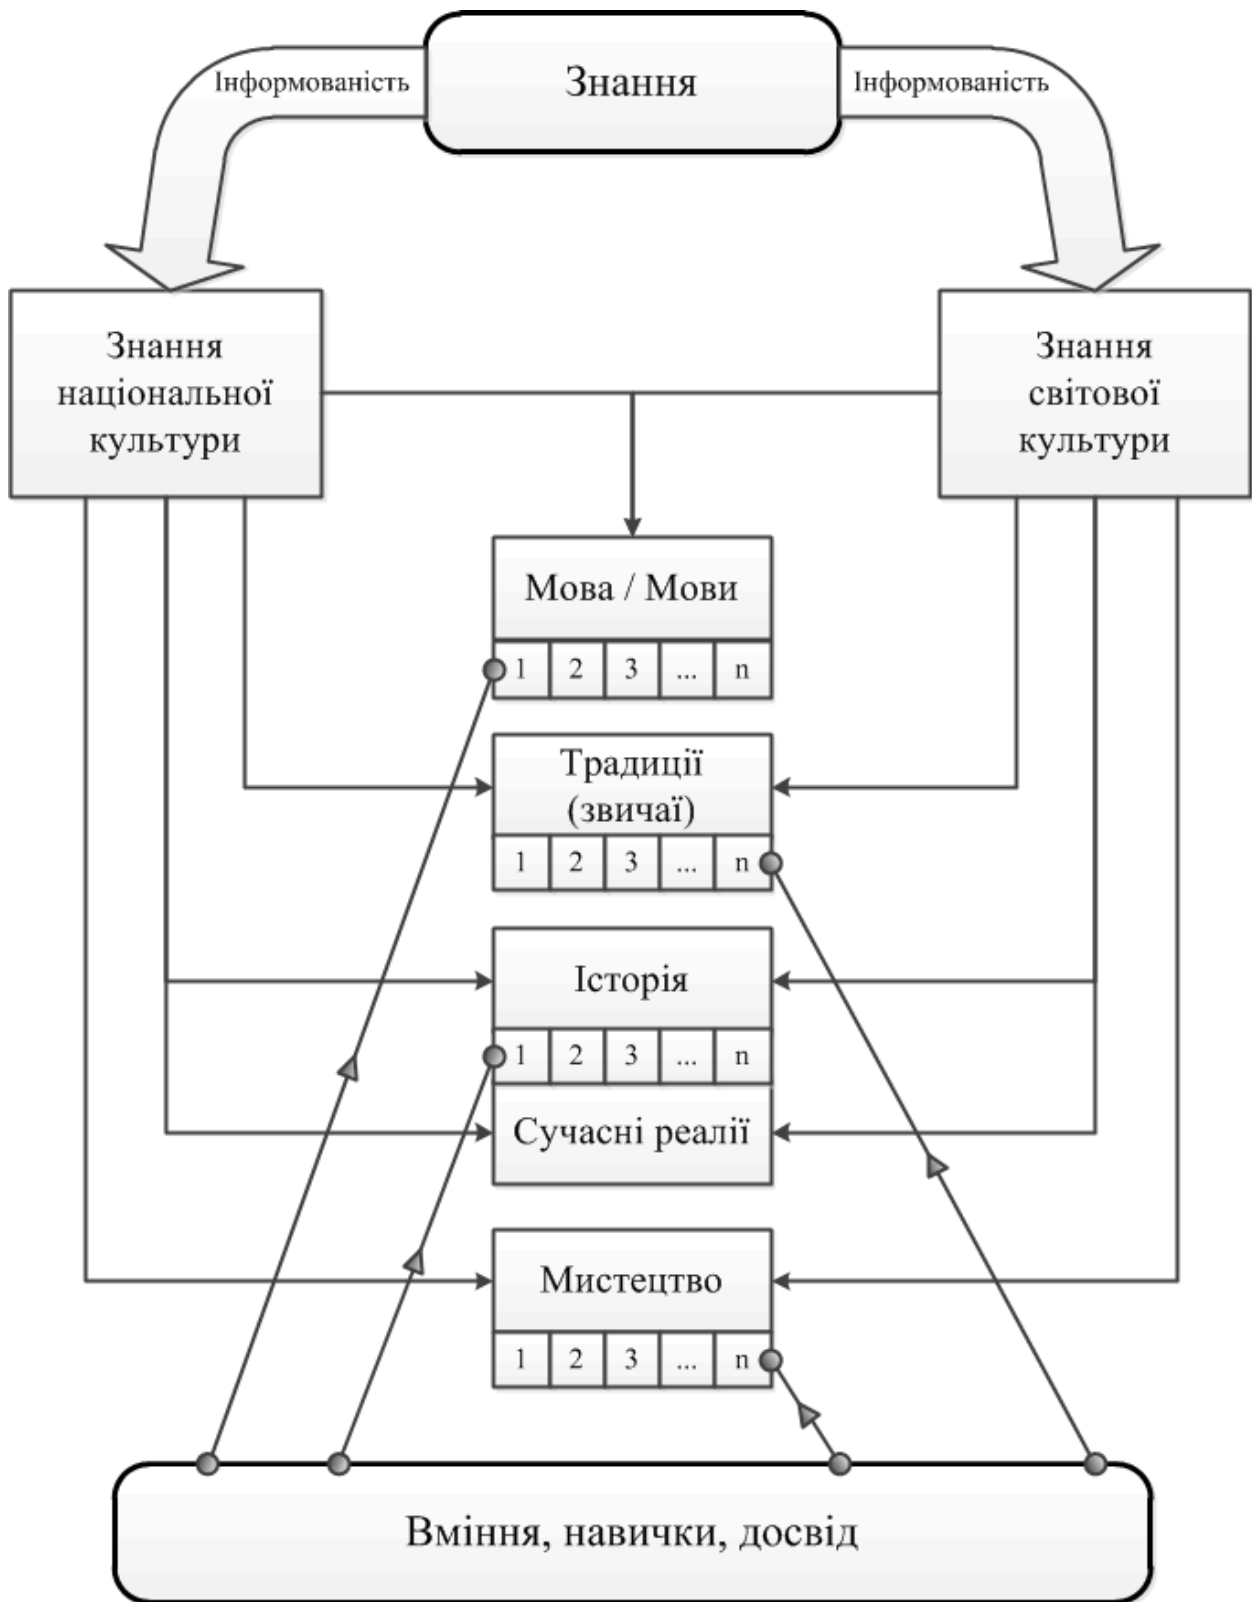 Знання
Інформованість
Інформованість
Знання
національної
культури
Знання
світової
культури
Мова / Мови
1 2 3 ... n
Традиції
(звичаї)
1 2 3 ... n
Історія
1 2 3 ... n
Сучасні реалії
Мистецтво
1 2 3 ... n
Вміння, навички, досвід